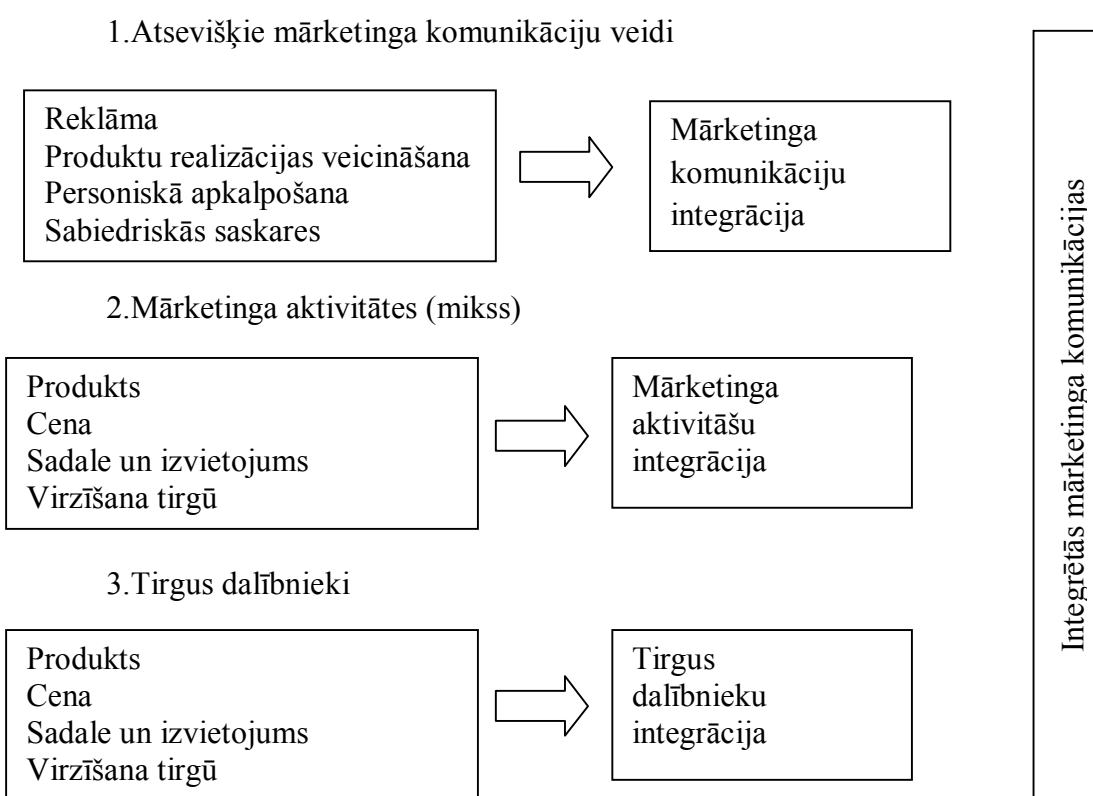 1.Atsevišķie mārketinga komunikāciju veidi
Reklāma
Produktu realizācijas veicināšana
Personiskā apkalpošana
Sabiedriskās saskares
Mārketinga
komunikāciju
integrācija
2.Mārketinga aktivitātes (mikss)
Produkts
Cena
Sadale un izvietojums
Virzīšana tirgū
Mārketinga
aktivitāšu
integrācija
3.Tirgus dalībnieki
Produkts
Cena
Sadale un izvietojums
Virzīšana tirgū
Tirgus
dalībnieku
integrācija
Integrētās mārketinga komunikācijas